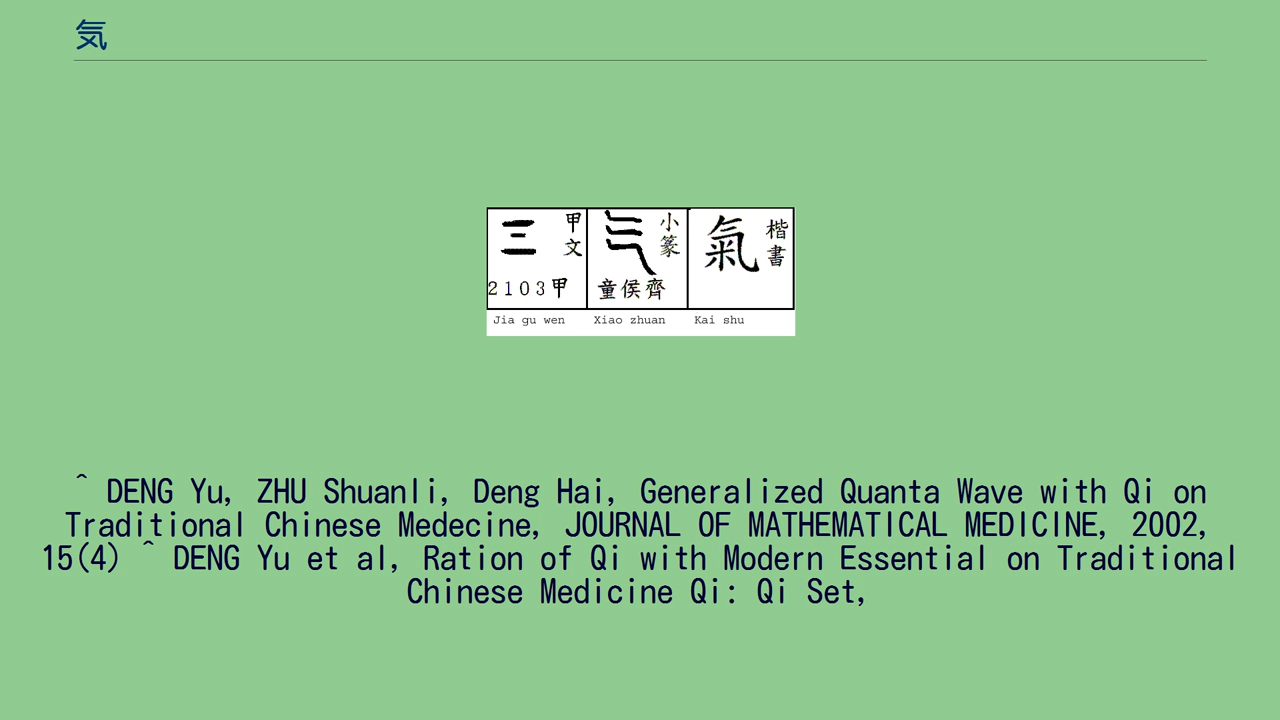 気
三 甲文
2103甲
气 小篆
童侯齊
氣 楷書
Jia gu wen Xiao zhuan Kai shu
^ DENG Yu, ZHU Shuanli, Deng Hai, Generalized Quanta Wave with Qi on
Traditional Chinese Medecine, JOURNAL OF MATHEMATICAL MEDICINE, 2002,
15(4) ^ DENG Yu et al, Ration of Qi with Modern Essential on Traditional
Chinese Medicine Qi: Qi Set,